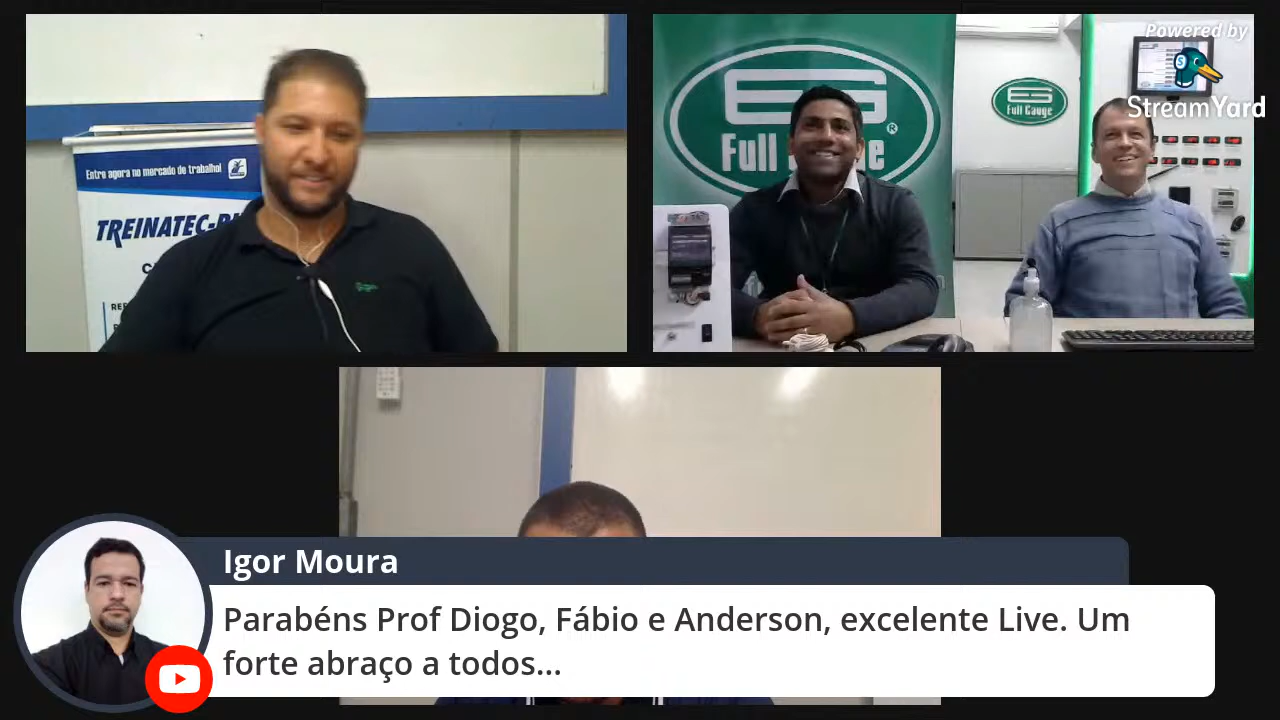 Powered by
StreamYard
Entre agora no mercado de trabalho!
TREINATEC-
Full Gauge
Full Gauge
Igor Moura
Parabéns Prof Diogo, Fábio e Anderson, excelente Live. Um
forte abraço a todos...